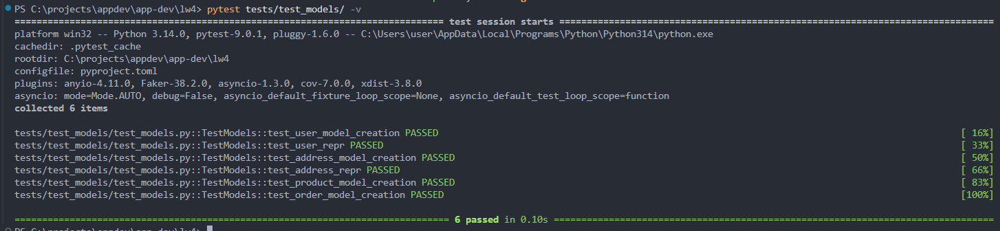 PS C:\projects\appdev\app-dev\lw4> pytest tests/test_models/ -v
============================================================================== test session starts ===============================================================================
platform win32 -- Python 3.14.0, pytest-9.0.1, pluggy-1.6.0 -- C:\Users\user\AppData\Local\Programs\Python\Python314\python.exe
cachedir: .pytest_cache
rootdir: C:\projects\appdev\app-dev\lw4
configfile: pyproject.toml
plugins: anyio-4.11.0, Faker-38.2.0, asyncio-1.3.0, cov-7.0.0, xdist-3.8.0
asyncio: mode=Mode.AUTO, debug=False, asyncio_default_fixture_loop_scope=None, asyncio_default_test_loop_scope=function
collected 6 items
tests/test_models/test_models.py::TestModels::test_user_model_creation PASSED [ 16%]
tests/test_models/test_models.py::TestModels::test_user_repr PASSED [ 33%]
tests/test_models/test_models.py::TestModels::test_address_model_creation PASSED [ 50%]
tests/test_models/test_models.py::TestModels::test_address_repr PASSED [ 66%]
tests/test_models/test_models.py::TestModels::test_product_model_creation PASSED [ 83%]
tests/test_models/test_models.py::TestModels::test_order_model_creation PASSED [100%]
=============================================================================== 6 passed in 0.10s ================================================================================
PS C:\projects\appdev\app-dev\lw4>